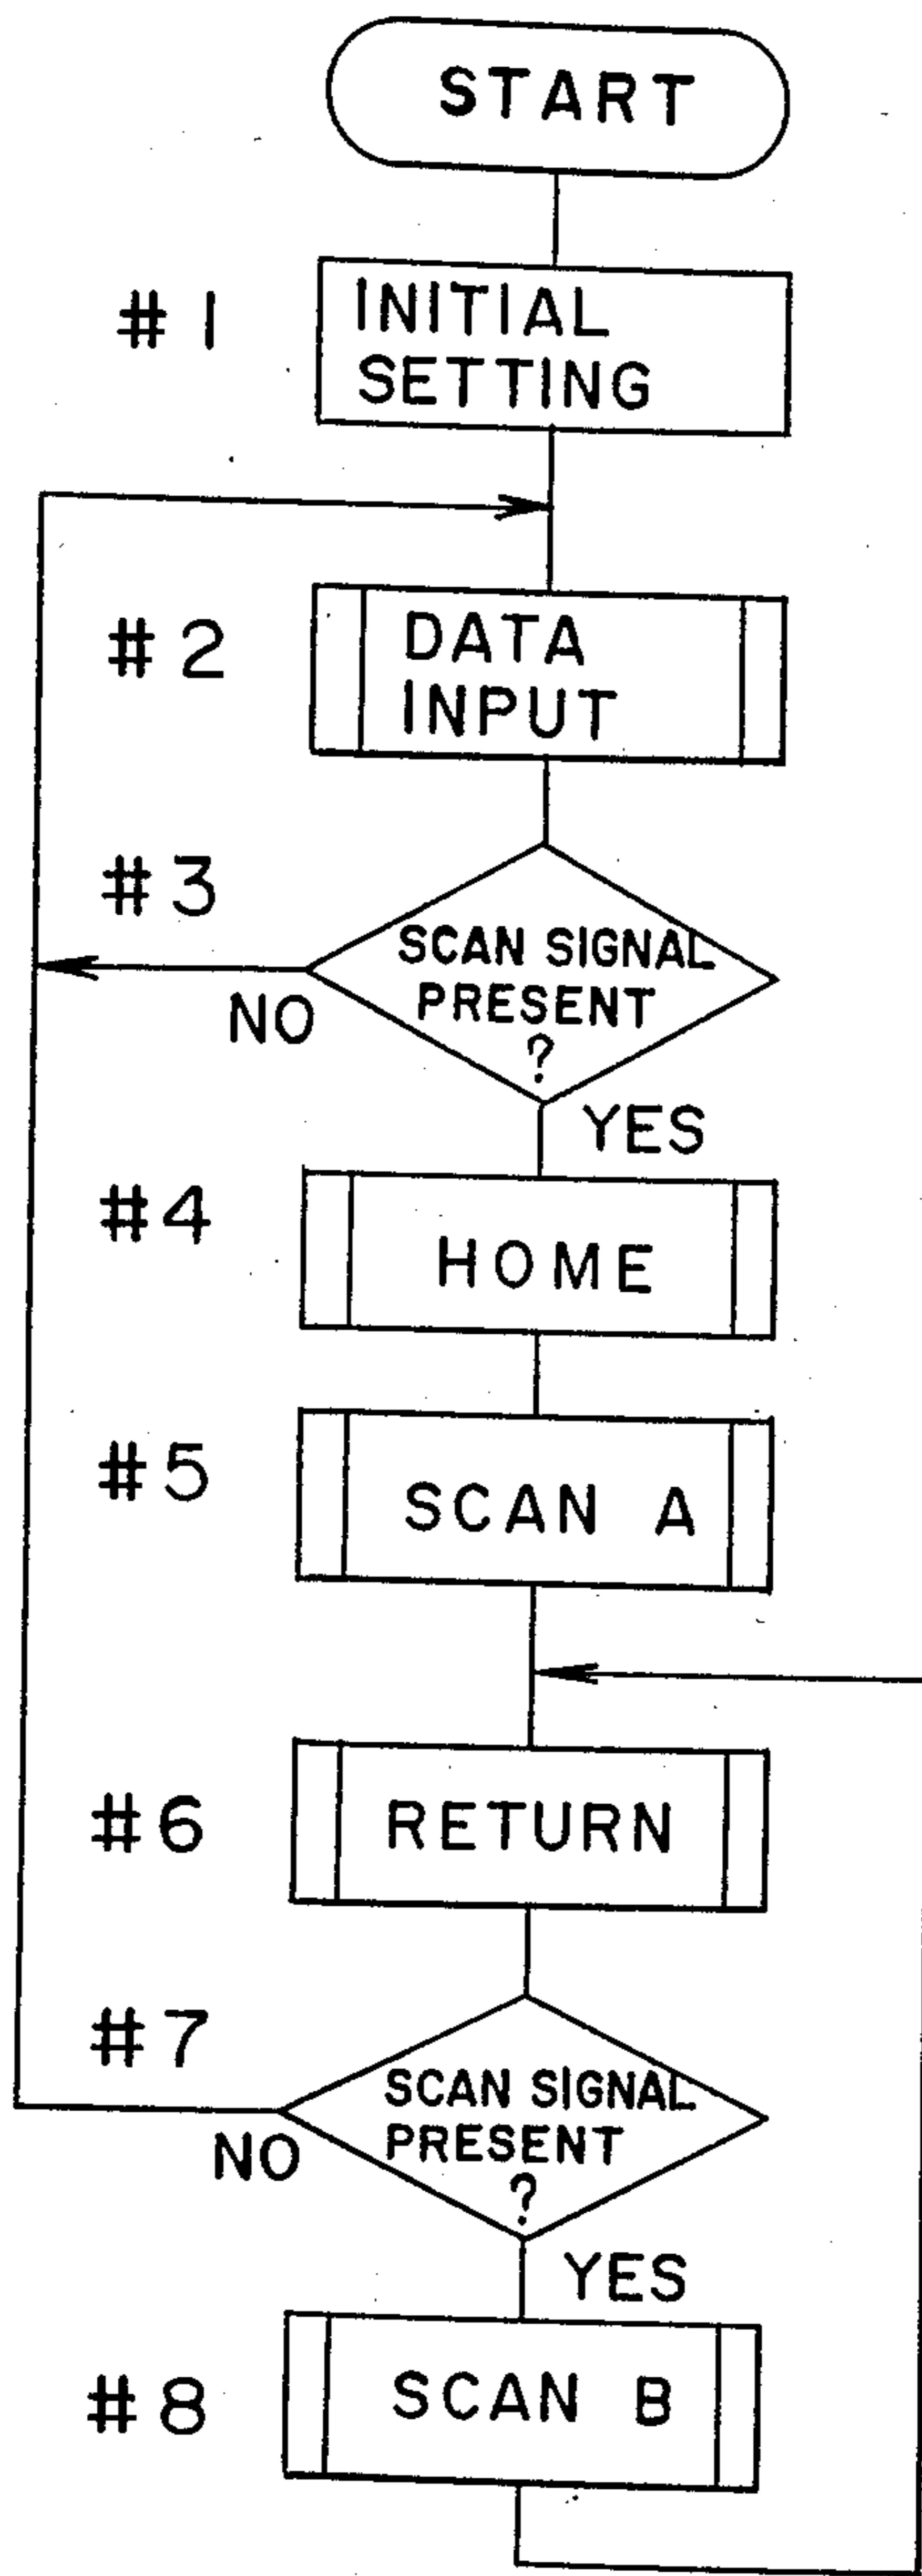 START
#1
INITIAL
SETTING
#2
DATA
INPUT
#3
SCAN SIGNAL
PRESENT
?
NO
YES
#4
HOME
#5
SCAN A
#6
RETURN
#7
SCAN SIGNAL
PRESENT
?
NO
YES
#8
SCAN B